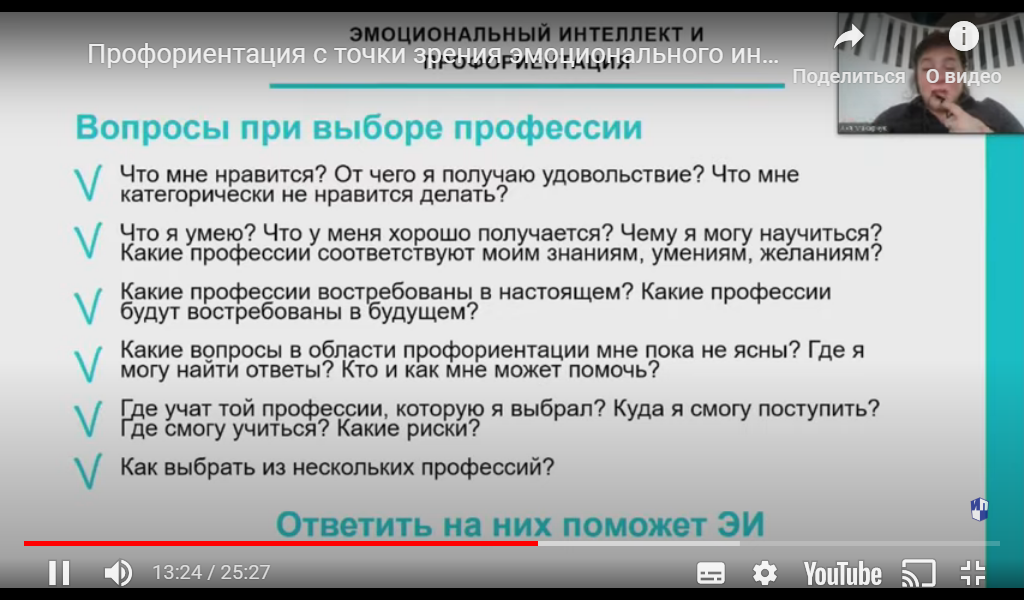 ЭМОЦИОНАЛЬНЫЙ ИНТЕЛЛЕКТ И
ПРОФОРИЕНТАЦИЯ
Профориентация с точки зрения эмоционального ин...
Поделиться
О видео
Вопросы при выборе профессии
Что мне нравится? От чего я получаю удовольствие? Что мне
категорически не нравится делать?
Что я умею? Что у меня хорошо получается? Чему я могу научиться?
Какие профессии соответствуют моим знаниям, умениям, желаниям?
Какие профессии востребованы в настоящем? Какие профессии
будут востребованы в будущем?
Какие вопросы в области профориентации мне пока не ясны? Где я
могу найти ответы? Кто и как мне может помочь?
Где учат той профессии, которую я выбрал? Куда я смогу поступить?
Где смогу учиться? Какие риски?
Как выбрать из нескольких профессий?
Ответить на них поможет ЭИ
ИП
13:24 / 25:27
YouTube